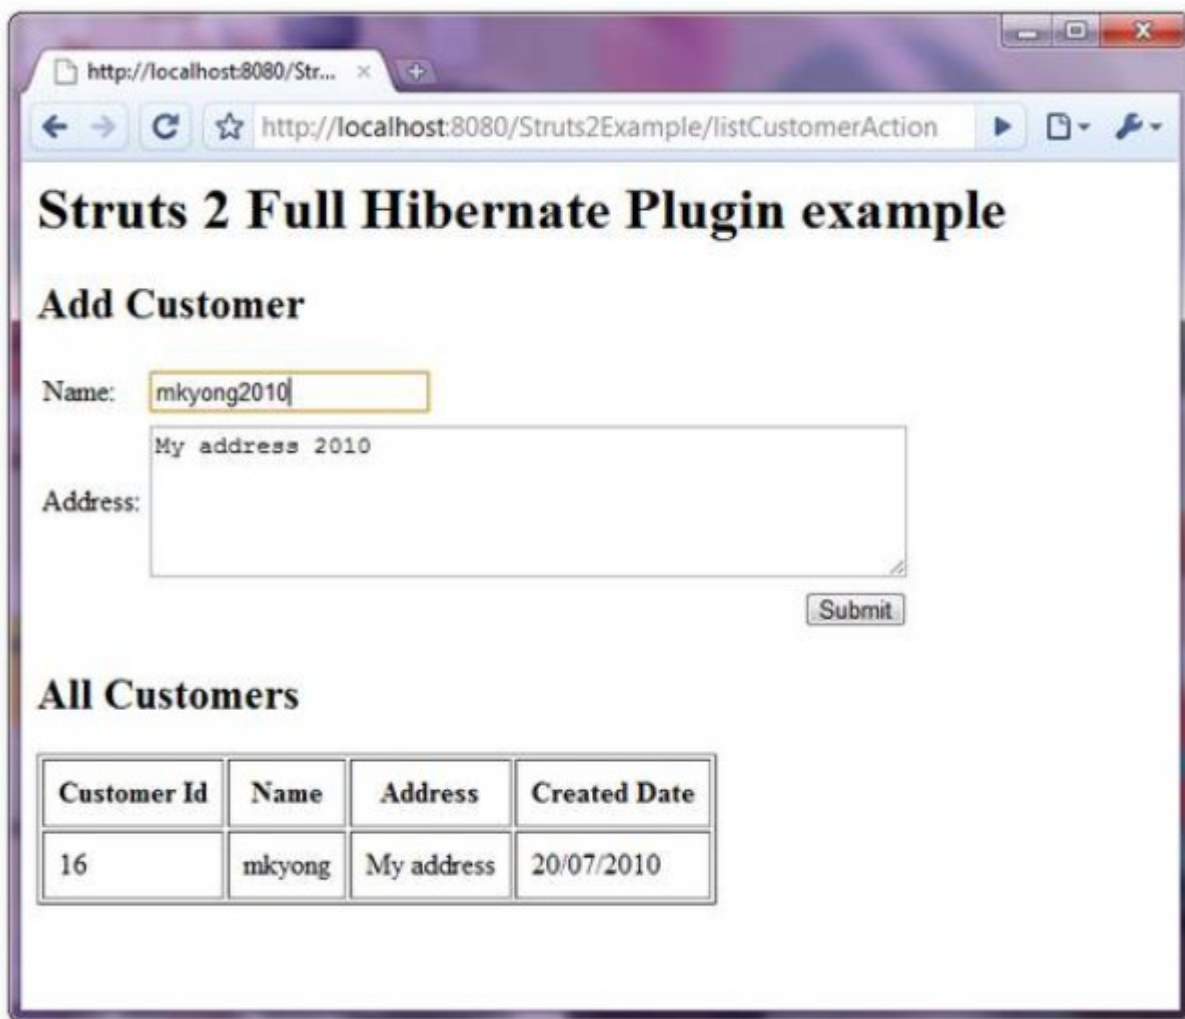 http://localhost:8080/Str...
http://localhost:8080/Struts2Example/listCustomerAction
Struts 2 Full Hibernate Plugin example
Add Customer
Name: mkyong2010
My address 2010
Address:
Submit
All Customers
Customer Id Name Address Created Date
16 mkyong My address 20/07/2010